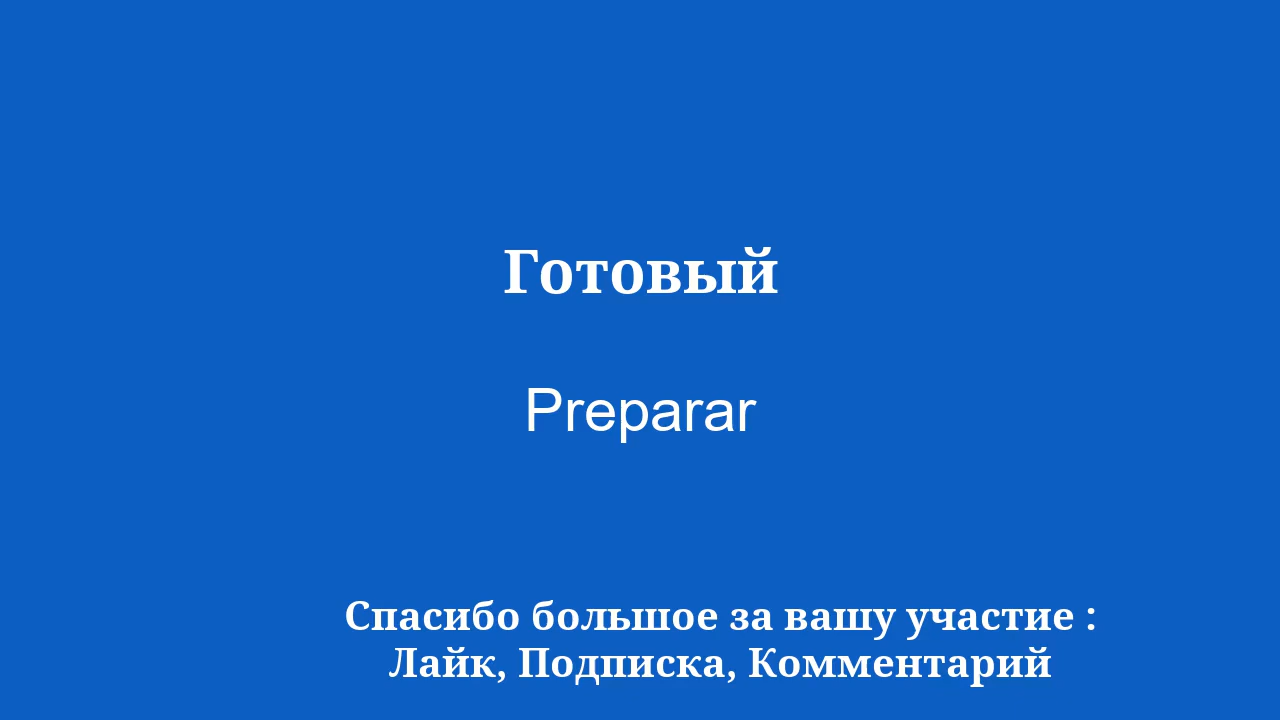 Готовый
Preparar
Спасибо большое за вашу участие :
Лайк, Подписка, Комментарий